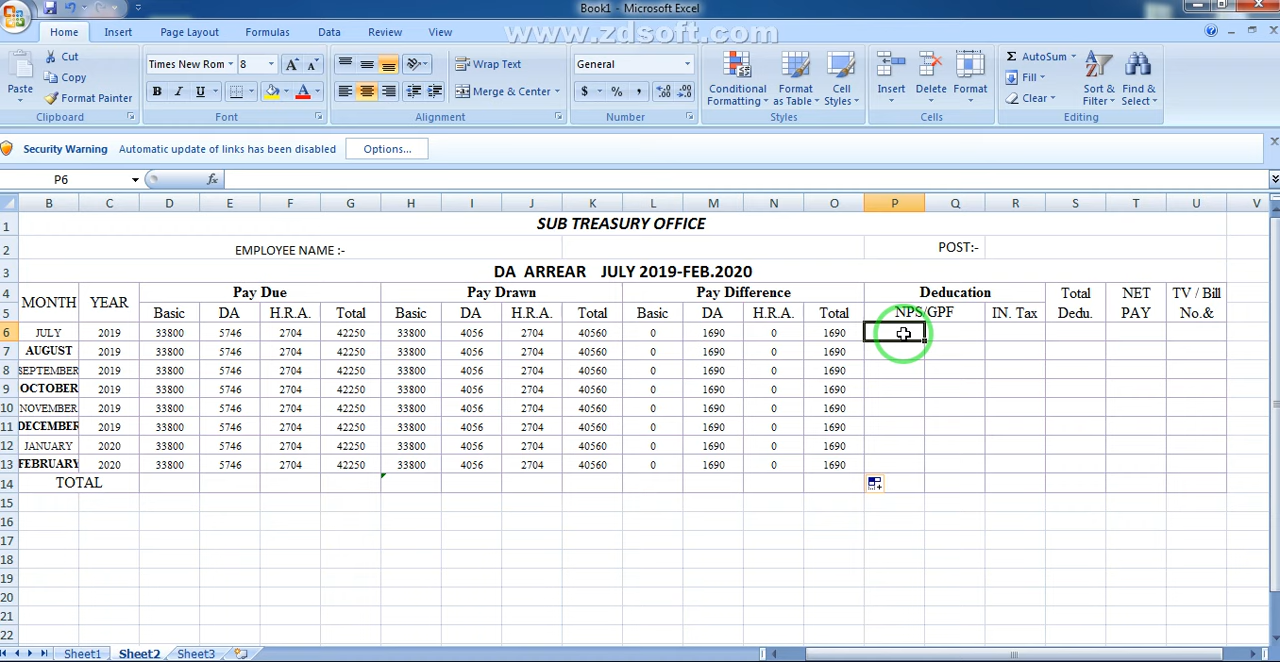 Book1 - Microsoft Excel
Home Insert Page Layout Formulas Data Review View
www.zdsoft.com
Paste Cut Times New Rom 8 Wrap Text General Conditional Formatting Format as Table Cell Styles Insert Delete Format AutoSum Sort & Filter Find & Select
Copy Fill
Format Painter B I U Merge & Center $ % , Clear
Clipboard Font Alignment Number Styles Cells Editing
Security Warning Automatic update of links has been disabled Options...
P6 fx
B C D E F G H I J K L M N O P Q R S T U V
1 SUB TREASURY OFFICE
2 EMPLOYEE NAME :- POST:-
3 DA ARREAR JULY 2019-FEB.2020
4 MONTH YEAR Pay Due Pay Drawn Pay Difference Deducation Total NET TV / Bill
5 Basic DA H.R.A. Total Basic DA H.R.A. Total Basic DA H.R.A. Total NPS/GPF IN. Tax Dedu. PAY No.&
6 JULY 2019 33800 5746 2704 42250 33800 4056 2704 40560 0 1690 0 1690
7 AUGUST 2019 33800 5746 2704 42250 33800 4056 2704 40560 0 1690 0 1690
8 SEPTEMBER 2019 33800 5746 2704 42250 33800 4056 2704 40560 0 1690 0 1690
9 OCTOBER 2019 33800 5746 2704 42250 33800 4056 2704 40560 0 1690 0 1690
10 NOVEMBER 2019 33800 5746 2704 42250 33800 4056 2704 40560 0 1690 0 1690
11 DECEMBER 2019 33800 5746 2704 42250 33800 4056 2704 40560 0 1690 0 1690
12 JANUARY 2020 33800 5746 2704 42250 33800 4056 2704 40560 0 1690 0 1690
13 FEBRUARY 2020 33800 5746 2704 42250 33800 4056 2704 40560 0 1690 0 1690
14 TOTAL
15
16
17
18
19
20
21
22
Sheet1 Sheet2 Sheet3